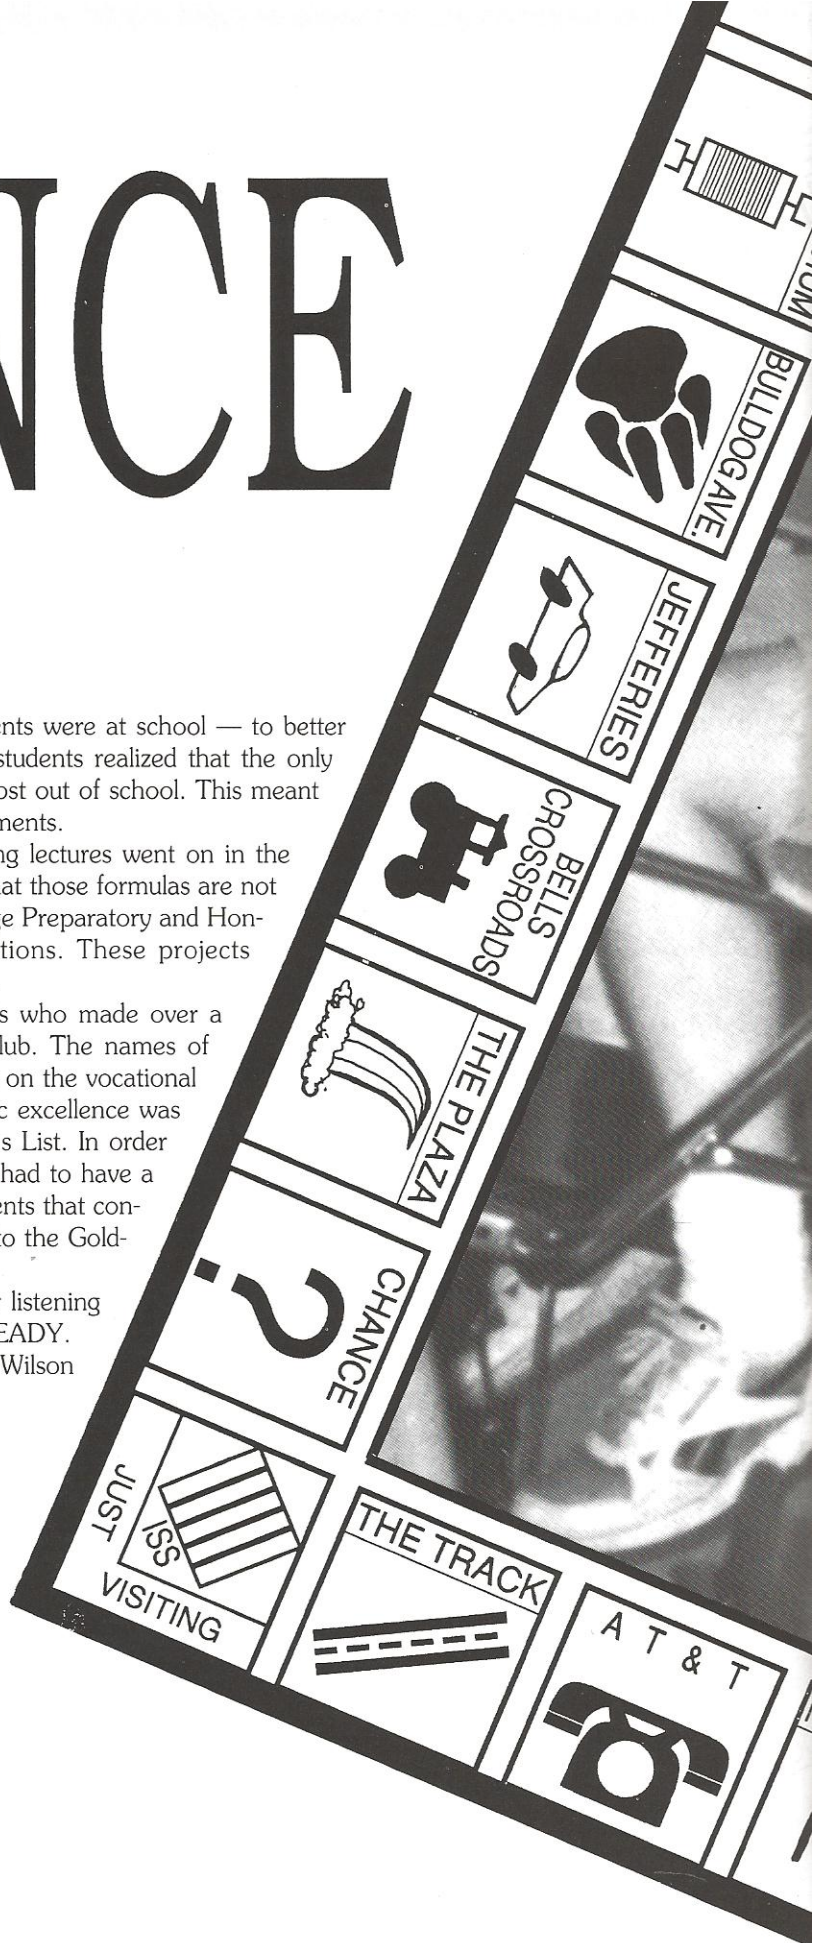 NCE
ents were at school — to better
students realized that the only
ost out of school. This meant
ments.
ng lectures went on in the
at those formulas are not
ge Preparatory and Hon-
tions. These projects
s who made over a
lub. The names of
on the vocational
c excellence was
s List. In order
had to have a
ents that con-
to the Gold-
listening
EADY.
Wilson
BULLDOG AVE.
JEFFERIES
BELLS
CROSSROADS
THE PLAZA
CHANCE
?
JUST
ISS
VISITING
THE TRACK
AT&T